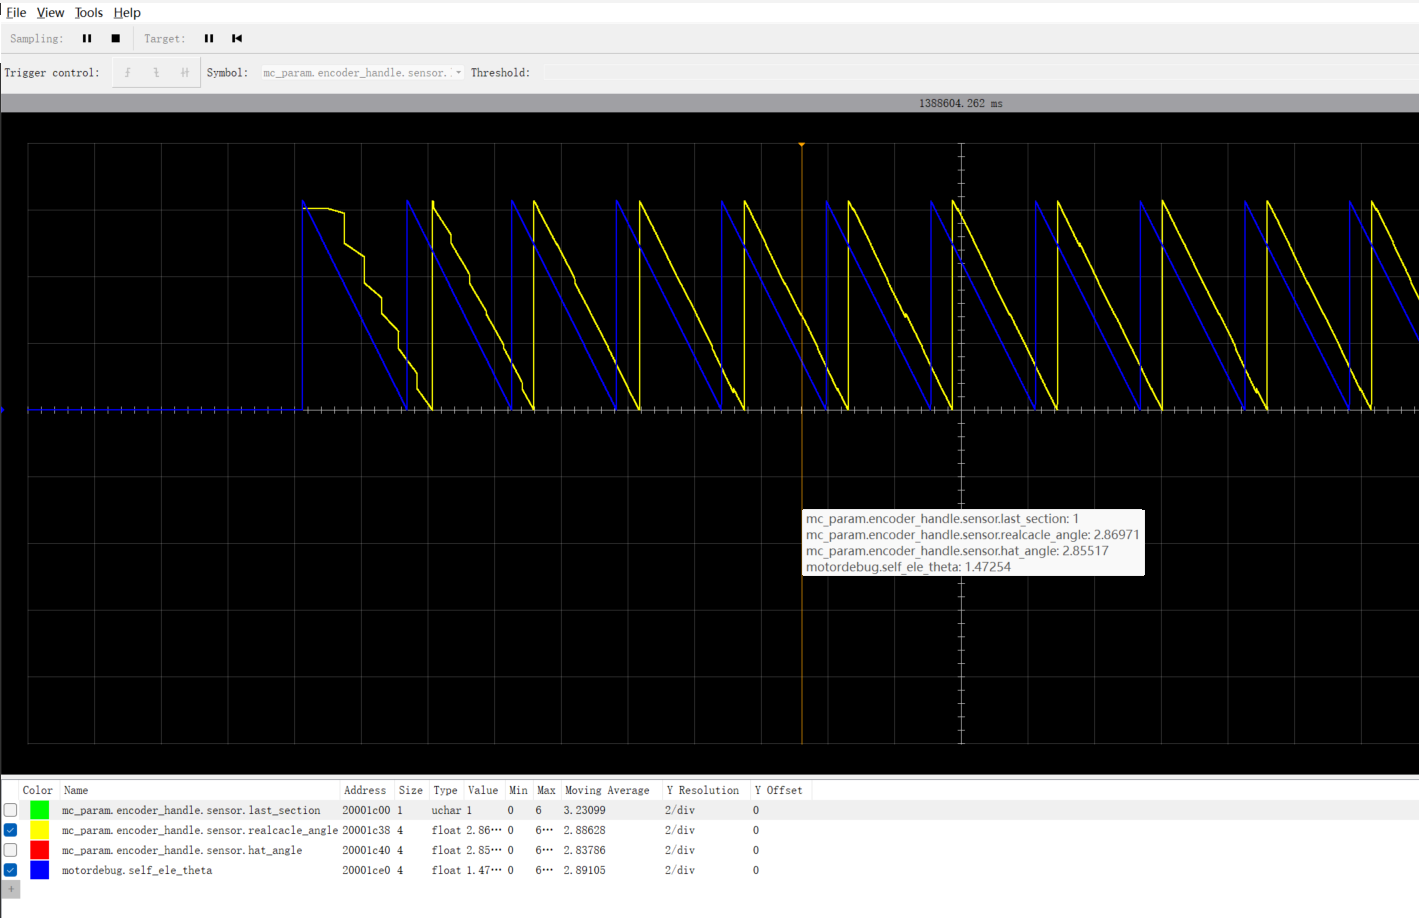 File View Tools Help
Sampling: Target:
Trigger control: Symbol: mc_param.encoder_handle.sensor. Threshold:
1388604.262 ms
mc_param.encoder_handle.sensor.last_section: 1
mc_param.encoder_handle.sensor.realcacle_angle: 2.86971
mc_param.encoder_handle.sensor.hat_angle: 2.85517
motordebug.self_ele_theta: 1.47254
Color Name Address Size Type Value Min Max Moving Average Y Resolution Y Offset
mc_param.encoder_handle.sensor.last_section 20001c00 1 uchar 1 0 6 3.23099 2/div 0
mc_param.encoder_handle.sensor.realcacle_angle 20001c38 4 float 2.86… 0 6… 2.88628 2/div 0
mc_param.encoder_handle.sensor.hat_angle 20001c40 4 float 2.85… 0 6… 2.83786 2/div 0
motordebug.self_ele_theta 20001ce0 4 float 1.47… 0 6… 2.89105 2/div 0
+